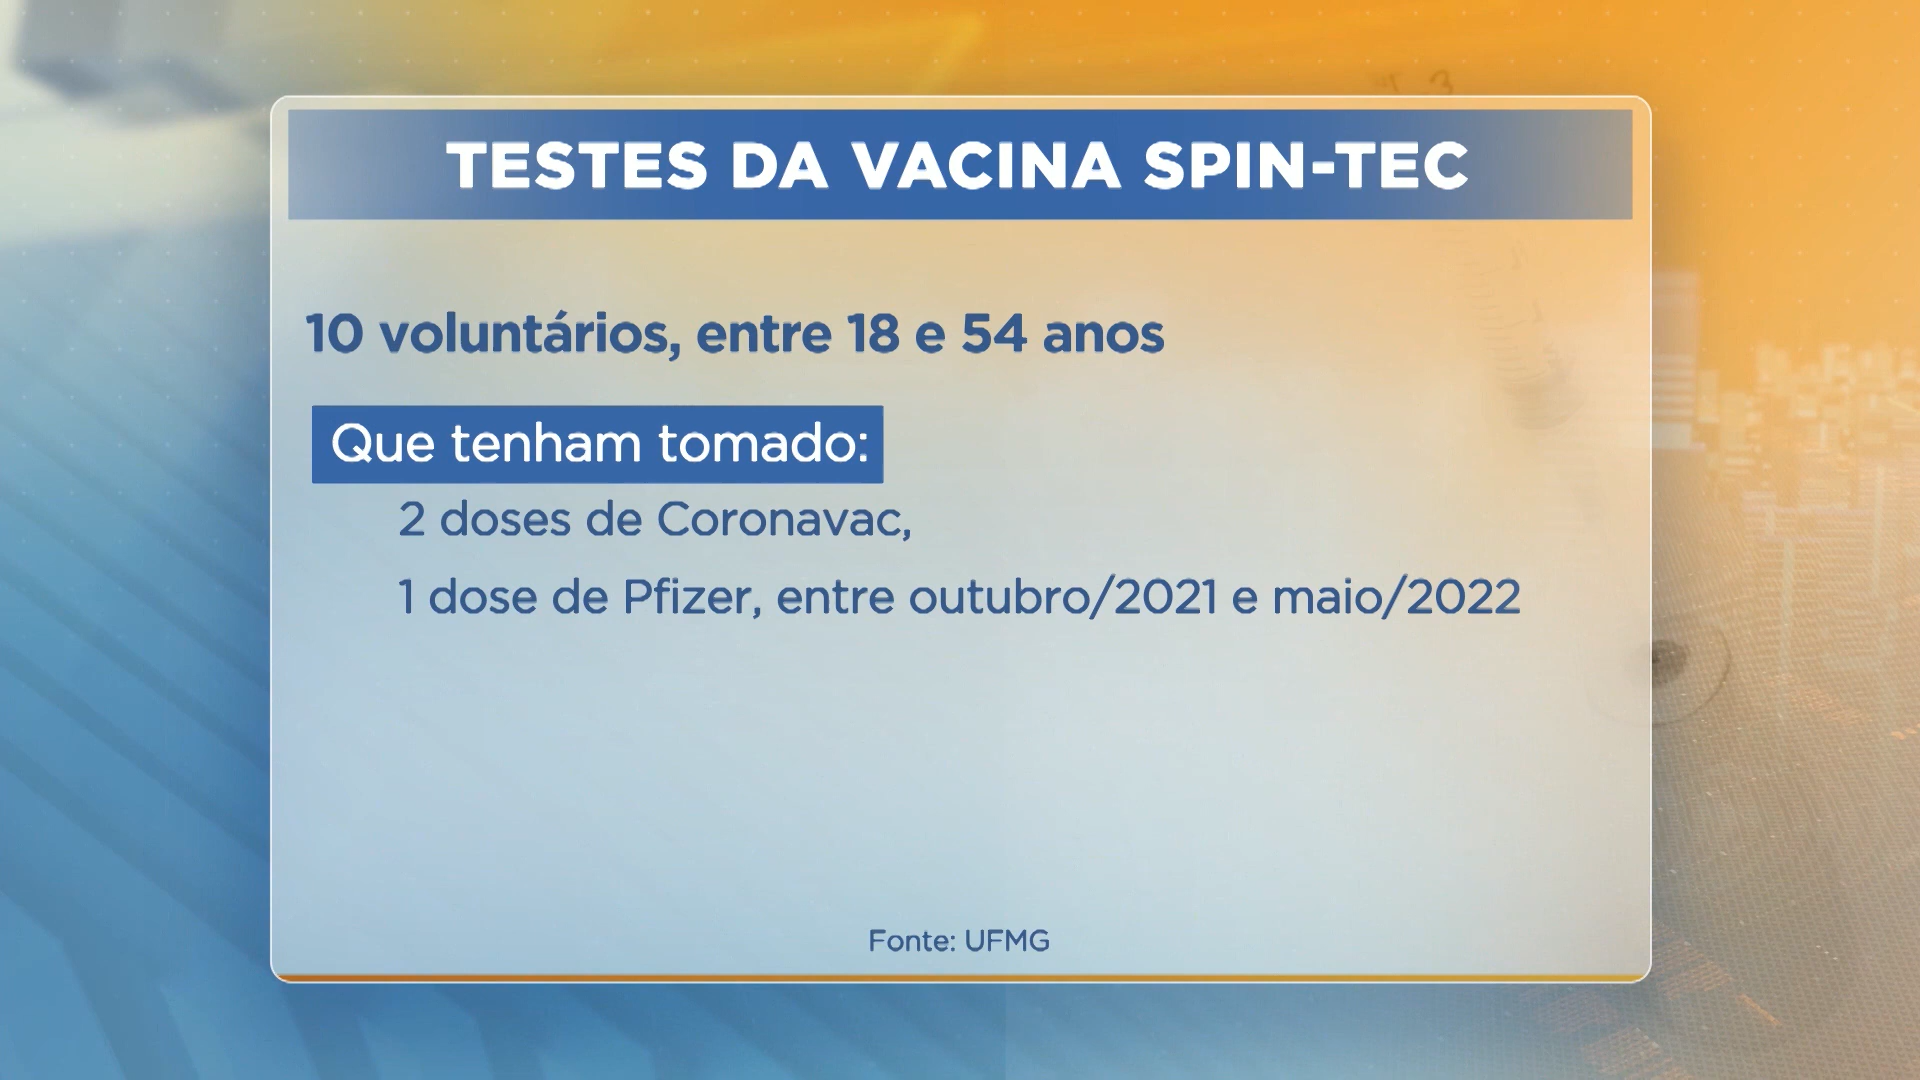 TESTES DA VACINA SPIN-TEC
10 voluntários, entre 18 e 54 anos
Que tenham tomado:
2 doses de Coronavac,
1 dose de Pfizer, entre outubro/2021 e maio/2022
Fonte: UFMG